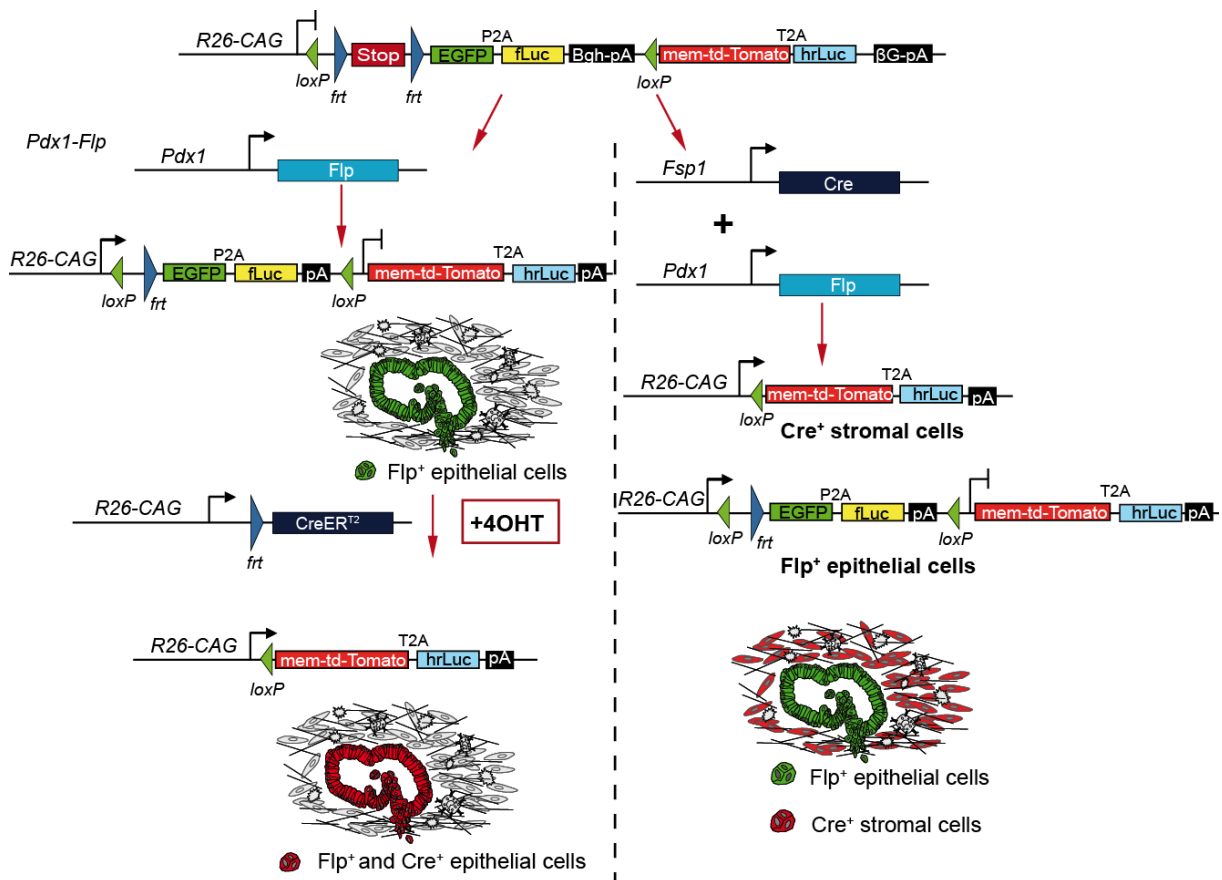 R26-CAG loxP frt Stop frt EGFP P2A fLuc Bgh-pA loxP mem-td-Tomato T2A hrLuc βG-pA
Pdx1-Flp
Pdx1 Flp
R26-CAG loxP frt EGFP P2A fLuc pA loxP mem-td-Tomato T2A hrLuc pA
Flp⁺ epithelial cells
R26-CAG frt CreERᵀ²
+4OHT
R26-CAG loxP mem-td-Tomato T2A hrLuc pA
Flp⁺ and Cre⁺ epithelial cells
Fsp1 Cre
+
Pdx1 Flp
R26-CAG loxP mem-td-Tomato T2A hrLuc pA
Cre⁺ stromal cells
R26-CAG loxP frt EGFP P2A fLuc pA loxP mem-td-Tomato T2A hrLuc pA
Flp⁺ epithelial cells
Flp⁺ epithelial cells
Cre⁺ stromal cells